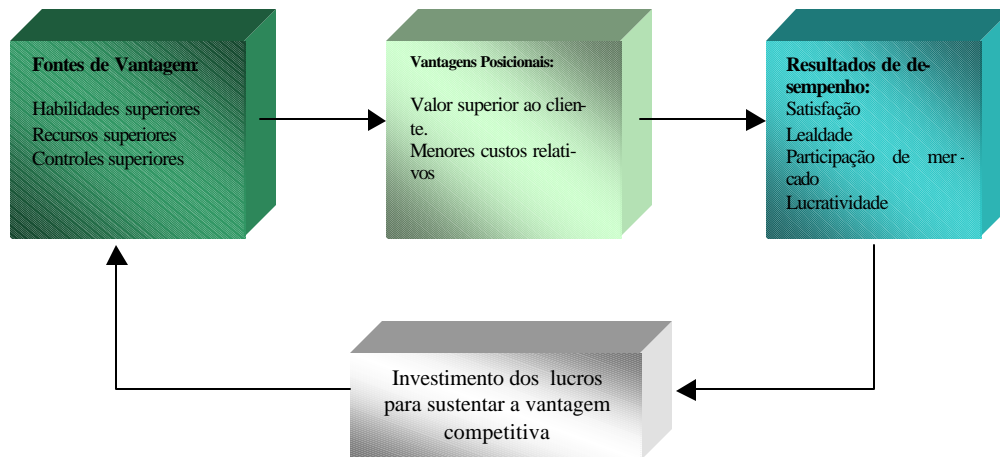 Fontes de Vantagem:
Habilidades superiores
Recursos superiores
Controles superiores
Vantagens Posicionais:
Valor superior ao clien-
te.
Menores custos relati-
vos
Resultados de de-
sempenho:
Satisfação
Lealdade
Participação de mer-
cado
Lucratividade
Investimento dos lucros
para sustentar a vantagem
competitiva